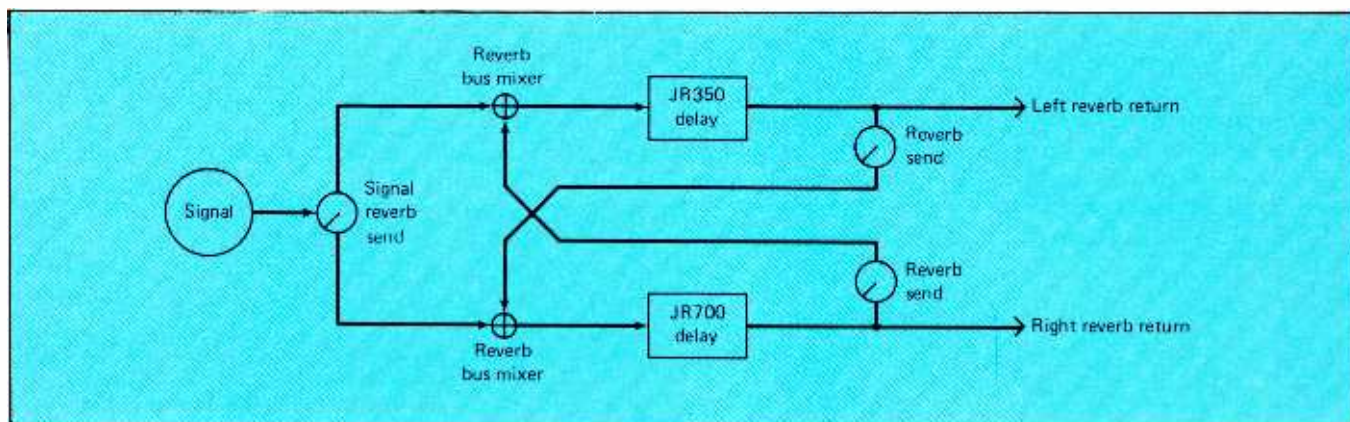 Reverb
bus mixer
JR350
delay
Left reverb return
Reverb
send
Signal
Signal
reverb
send
Reverb
send
JR700
delay
Right reverb return
Reverb
bus mixer